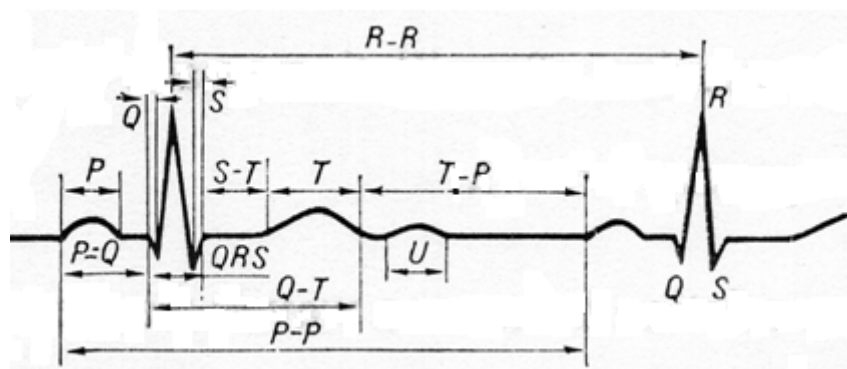 R-R
Q S R
P S-T T T-P
P=Q QRS U
Q-T Q S
P-P